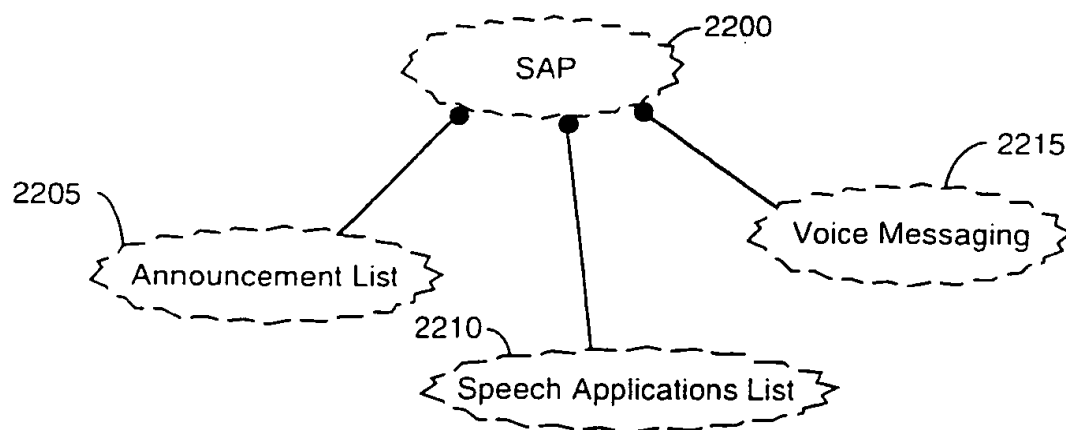 2200
SAP
2215
2205
Voice Messaging
Announcement List
2210
Speech Applications List